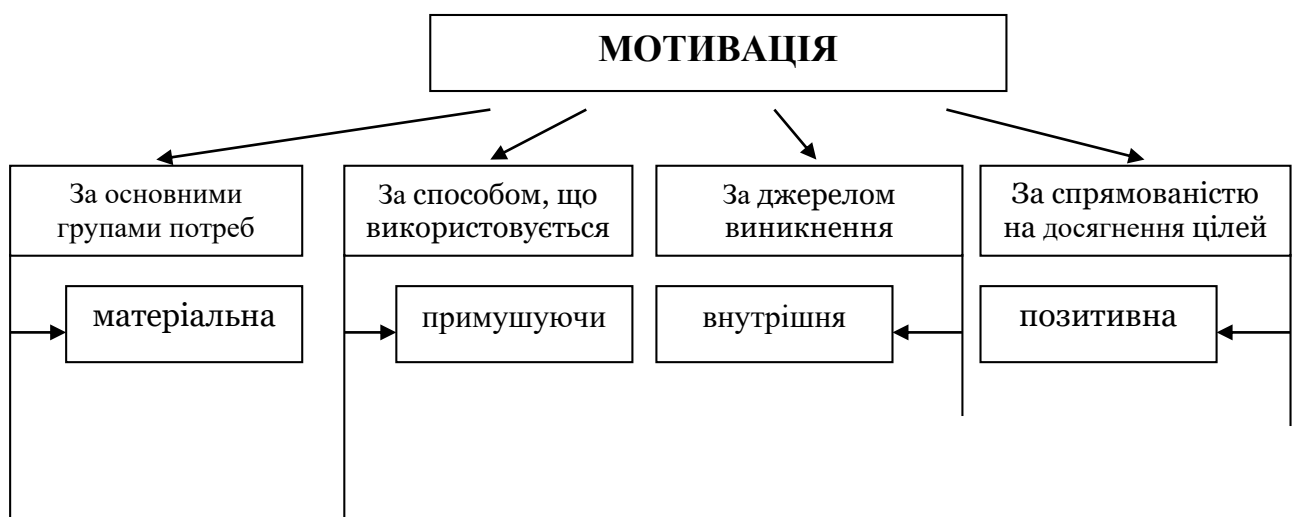 МОТИВАЦІЯ
За основними
групами потреб
За способом, що
використовується
За джерелом
виникнення
За спрямованістю
на досягнення цілей
матеріальна
примушуючи
внутрішня
позитивна